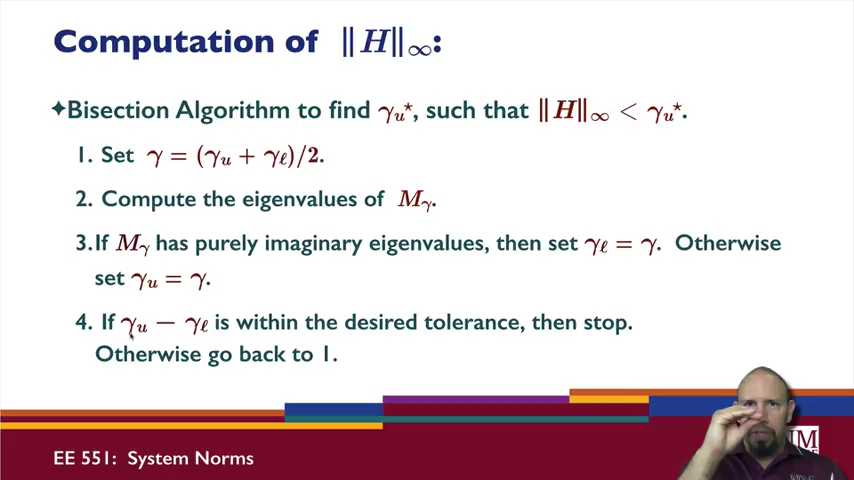 Computation of ‖H‖∞:
✦Bisection Algorithm to find γᵤ*, such that ‖H‖∞ < γᵤ*.
1. Set γ = (γᵤ + γℓ)/2.
2. Compute the eigenvalues of Mγ.
3.If Mγ has purely imaginary eigenvalues, then set γℓ = γ. Otherwise
set γᵤ = γ.
4. If γᵤ − γℓ is within the desired tolerance, then stop.
Otherwise go back to 1.
EE 551: System Norms